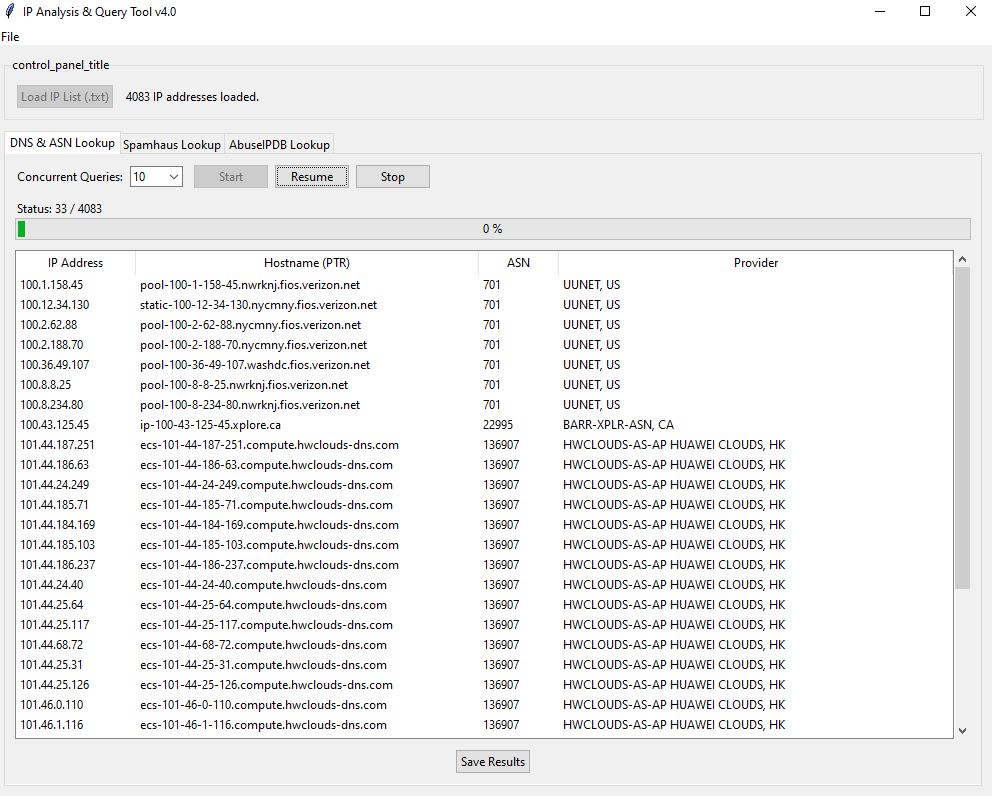 IP Analysis & Query Tool v4.0
File
control_panel_title
Load IP List (.txt) 4083 IP addresses loaded.
DNS & ASN Lookup Spamhaus Lookup AbuseIPDB Lookup
Concurrent Queries: 10 Start Resume Stop
Status: 33 / 4083
0 %
IP Address Hostname (PTR) ASN Provider
100.1.158.45 pool-100-1-158-45.nwrknj.fios.verizon.net 701 UUNET, US
100.12.34.130 static-100-12-34-130.nycmny.fios.verizon.net 701 UUNET, US
100.2.62.88 pool-100-2-62-88.nycmny.fios.verizon.net 701 UUNET, US
100.2.188.70 pool-100-2-188-70.nycmny.fios.verizon.net 701 UUNET, US
100.36.49.107 pool-100-36-49-107.washdc.fios.verizon.net 701 UUNET, US
100.8.8.25 pool-100-8-8-25.nwrknj.fios.verizon.net 701 UUNET, US
100.8.234.80 pool-100-8-234-80.nwrknj.fios.verizon.net 701 UUNET, US
100.43.125.45 ip-100-43-125-45.xplore.ca 22995 BARR-XPLR-ASN, CA
101.44.187.251 ecs-101-44-187-251.compute.hwclouds-dns.com 136907 HWCLOUDS-AS-AP HUAWEI CLOUDS, HK
101.44.186.63 ecs-101-44-186-63.compute.hwclouds-dns.com 136907 HWCLOUDS-AS-AP HUAWEI CLOUDS, HK
101.44.24.249 ecs-101-44-24-249.compute.hwclouds-dns.com 136907 HWCLOUDS-AS-AP HUAWEI CLOUDS, HK
101.44.185.71 ecs-101-44-185-71.compute.hwclouds-dns.com 136907 HWCLOUDS-AS-AP HUAWEI CLOUDS, HK
101.44.184.169 ecs-101-44-184-169.compute.hwclouds-dns.com 136907 HWCLOUDS-AS-AP HUAWEI CLOUDS, HK
101.44.185.103 ecs-101-44-185-103.compute.hwclouds-dns.com 136907 HWCLOUDS-AS-AP HUAWEI CLOUDS, HK
101.44.186.237 ecs-101-44-186-237.compute.hwclouds-dns.com 136907 HWCLOUDS-AS-AP HUAWEI CLOUDS, HK
101.44.24.40 ecs-101-44-24-40.compute.hwclouds-dns.com 136907 HWCLOUDS-AS-AP HUAWEI CLOUDS, HK
101.44.25.64 ecs-101-44-25-64.compute.hwclouds-dns.com 136907 HWCLOUDS-AS-AP HUAWEI CLOUDS, HK
101.44.25.117 ecs-101-44-25-117.compute.hwclouds-dns.com 136907 HWCLOUDS-AS-AP HUAWEI CLOUDS, HK
101.44.68.72 ecs-101-44-68-72.compute.hwclouds-dns.com 136907 HWCLOUDS-AS-AP HUAWEI CLOUDS, HK
101.44.25.31 ecs-101-44-25-31.compute.hwclouds-dns.com 136907 HWCLOUDS-AS-AP HUAWEI CLOUDS, HK
101.44.25.126 ecs-101-44-25-126.compute.hwclouds-dns.com 136907 HWCLOUDS-AS-AP HUAWEI CLOUDS, HK
101.46.0.110 ecs-101-46-0-110.compute.hwclouds-dns.com 136907 HWCLOUDS-AS-AP HUAWEI CLOUDS, HK
101.46.1.116 ecs-101-46-1-116.compute.hwclouds-dns.com 136907 HWCLOUDS-AS-AP HUAWEI CLOUDS, HK
Save Results